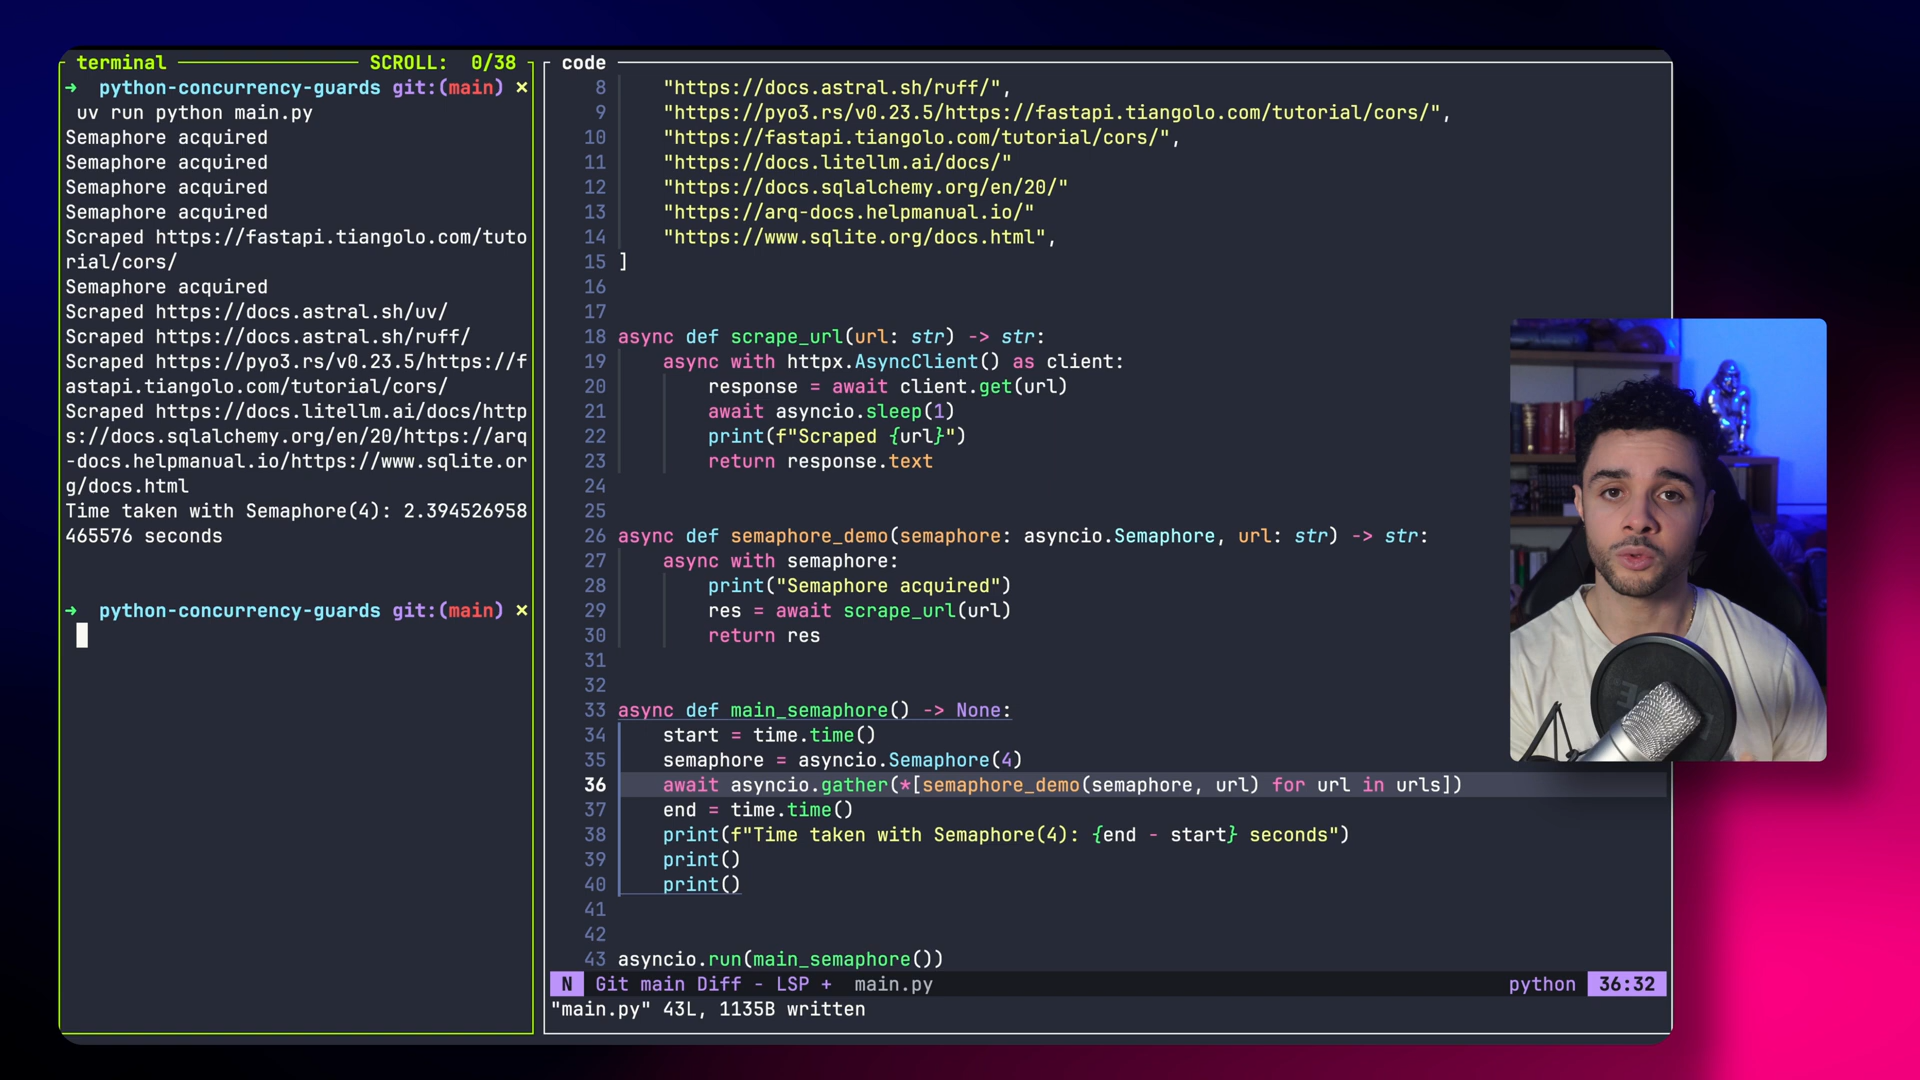 terminal SCROLL: 0/38
➜ python-concurrency-guards git:(main) ×
uv run python main.py
Semaphore acquired
Semaphore acquired
Semaphore acquired
Semaphore acquired
Scraped https://fastapi.tiangolo.com/tuto
rial/cors/
Semaphore acquired
Scraped https://docs.astral.sh/uv/
Scraped https://docs.astral.sh/ruff/
Scraped https://pyo3.rs/v0.23.5/https://f
astapi.tiangolo.com/tutorial/cors/
Scraped https://docs.litellm.ai/docs/http
s://docs.sqlalchemy.org/en/20/https://arq
-docs.helpmanual.io/https://www.sqlite.or
g/docs.html
Time taken with Semaphore(4): 2.394526958
465576 seconds
➜ python-concurrency-guards git:(main) ×
code
8 "https://docs.astral.sh/ruff/",
9 "https://pyo3.rs/v0.23.5/https://fastapi.tiangolo.com/tutorial/cors/",
10 "https://fastapi.tiangolo.com/tutorial/cors/",
11 "https://docs.litellm.ai/docs/"
12 "https://docs.sqlalchemy.org/en/20/"
13 "https://arq-docs.helpmanual.io/"
14 "https://www.sqlite.org/docs.html",
15 ]
16
17
18 async def scrape_url(url: str) -> str:
19 async with httpx.AsyncClient() as client:
20 response = await client.get(url)
21 await asyncio.sleep(1)
22 print(f"Scraped {url}")
23 return response.text
24
25
26 async def semaphore_demo(semaphore: asyncio.Semaphore, url: str) -> str:
27 async with semaphore:
28 print("Semaphore acquired")
29 res = await scrape_url(url)
30 return res
31
32
33 async def main_semaphore() -> None:
34 start = time.time()
35 semaphore = asyncio.Semaphore(4)
36 await asyncio.gather(*[semaphore_demo(semaphore, url) for url in urls])
37 end = time.time()
38 print(f"Time taken with Semaphore(4): {end - start} seconds")
39 print()
40 print()
41
42
43 asyncio.run(main_semaphore())
N Git main Diff - LSP + main.py python 36:32
"main.py" 43L, 1135B written